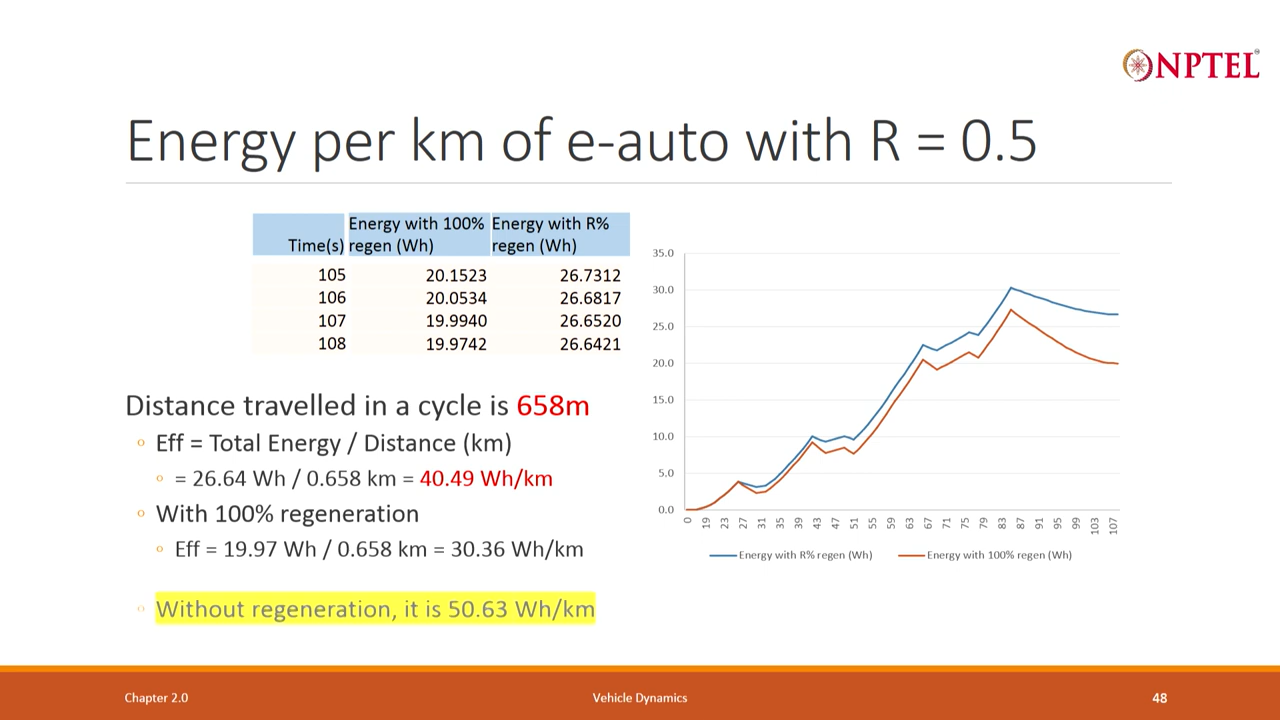 NPTEL
Energy per km of e-auto with R = 0.5
Time(s) Energy with 100% regen (Wh) Energy with R% regen (Wh)
105 20.1523 26.7312
106 20.0534 26.6817
107 19.9940 26.6520
108 19.9742 26.6421
Distance travelled in a cycle is 658m
Eff = Total Energy / Distance (km)
= 26.64 Wh / 0.658 km = 40.49 Wh/km
With 100% regeneration
Eff = 19.97 Wh / 0.658 km = 30.36 Wh/km
Without regeneration, it is 50.63 Wh/km
35.0
30.0
25.0
20.0
15.0
10.0
5.0
0.0
0 19 23 27 31 35 39 43 47 51 55 59 63 67 71 75 79 83 87 91 95 99 103 107
Energy with R% regen (Wh) Energy with 100% regen (Wh)
Chapter 2.0 Vehicle Dynamics 48